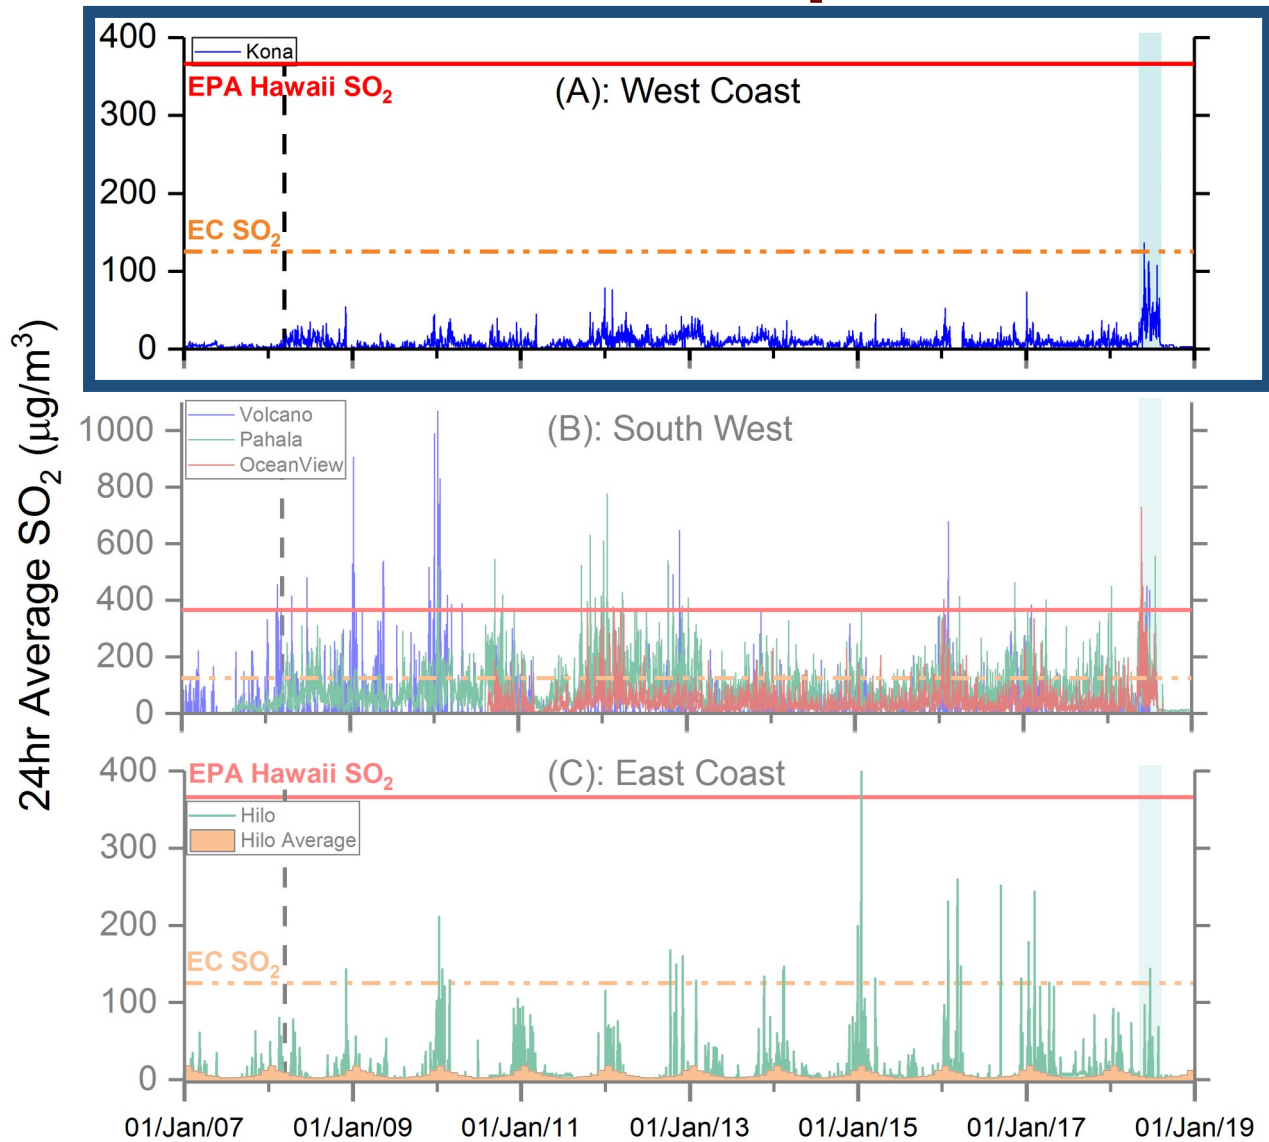 400
Kona
EPA Hawaii SO₂
(A): West Coast
300
200
EC SO₂
100
0
24hr Average SO₂ (μg/m³)
Volcano
Pahala
OceanView
(B): South West
1000
800
600
400
200
0
400
EPA Hawaii SO₂
(C): East Coast
Hilo
Hilo Average
300
200
EC SO₂
100
0
01/Jan/07 01/Jan/09 01/Jan/11 01/Jan/13 01/Jan/15 01/Jan/17 01/Jan/19